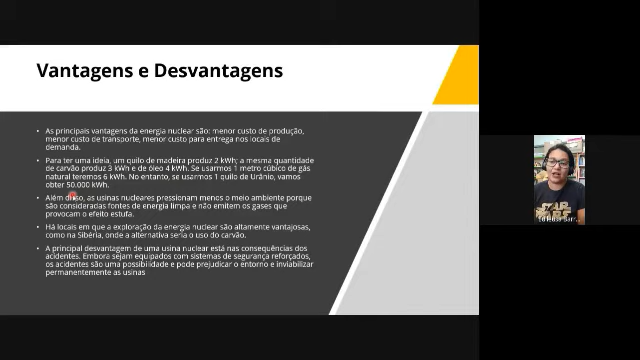 Vantagens e Desvantagens
• As principais vantagens da energia nuclear são: menor custo de produção,
menor custo de transporte, menor custo para entrega nos locais de
demanda.
• Para ter uma ideia, um quilo de madeira produz 2 kWh; a mesma quantidade
de carvão produz 3 kWh e de óleo 4 kWh. Se usarmos 1 metro cúbico de gás
natural teremos 6 kWh. No entanto, se usarmos 1 quilo de Urânio, vamos
obter 50.000 kWh.
• Além disso, as usinas nucleares pressionam menos o meio ambiente porque
são consideradas fontes de energia limpa e não emitem os gases que
provocam o efeito estufa.
• Há locais em que a exploração da energia nuclear são altamente vantajosas,
como na Sibéria, onde a alternativa seria o uso do carvão.
• A principal desvantagem de uma usina nuclear está nas consequências dos
acidentes. Embora sejam equipados com sistemas de segurança reforçados,
os acidentes são uma possibilidade e pode prejudicar o entorno e inviabilizar
permanentemente as usinas
STAR
WARS